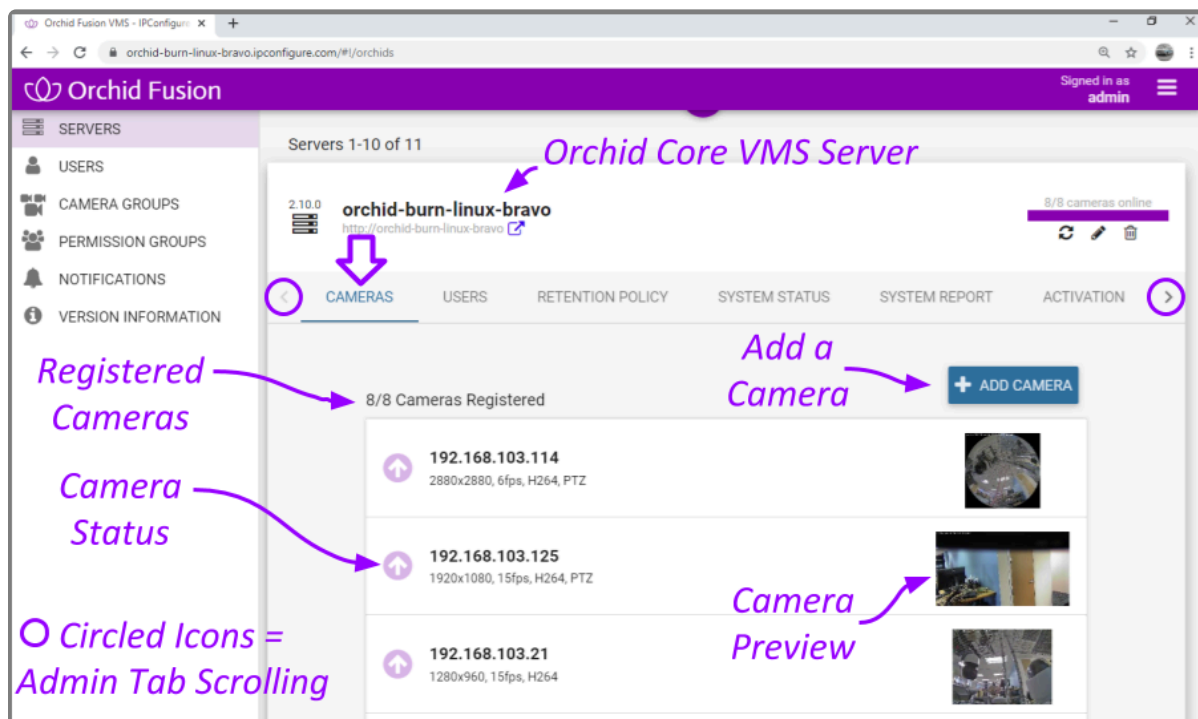 Orchid Fusion VMS - IPConfigure
orchid-burn-linux-bravo.ipconfigure.com/#!/orchids
Orchid Fusion
Signed in as
admin
SERVERS
USERS
CAMERA GROUPS
PERMISSION GROUPS
NOTIFICATIONS
VERSION INFORMATION
Servers 1-10 of 11
Orchid Core VMS Server
2.10.0
orchid-burn-linux-bravo
http://orchid-burn-linux-bravo
8/8 cameras online
CAMERAS USERS RETENTION POLICY SYSTEM STATUS SYSTEM REPORT ACTIVATION
Registered
Cameras
Add a
Camera
ADD CAMERA
8/8 Cameras Registered
192.168.103.114
2880x2880, 6fps, H264, PTZ
Camera
Status
192.168.103.125
1920x1080, 15fps, H264, PTZ
Camera
Preview
192.168.103.21
1280x960, 15fps, H264
Circled Icons =
Admin Tab Scrolling